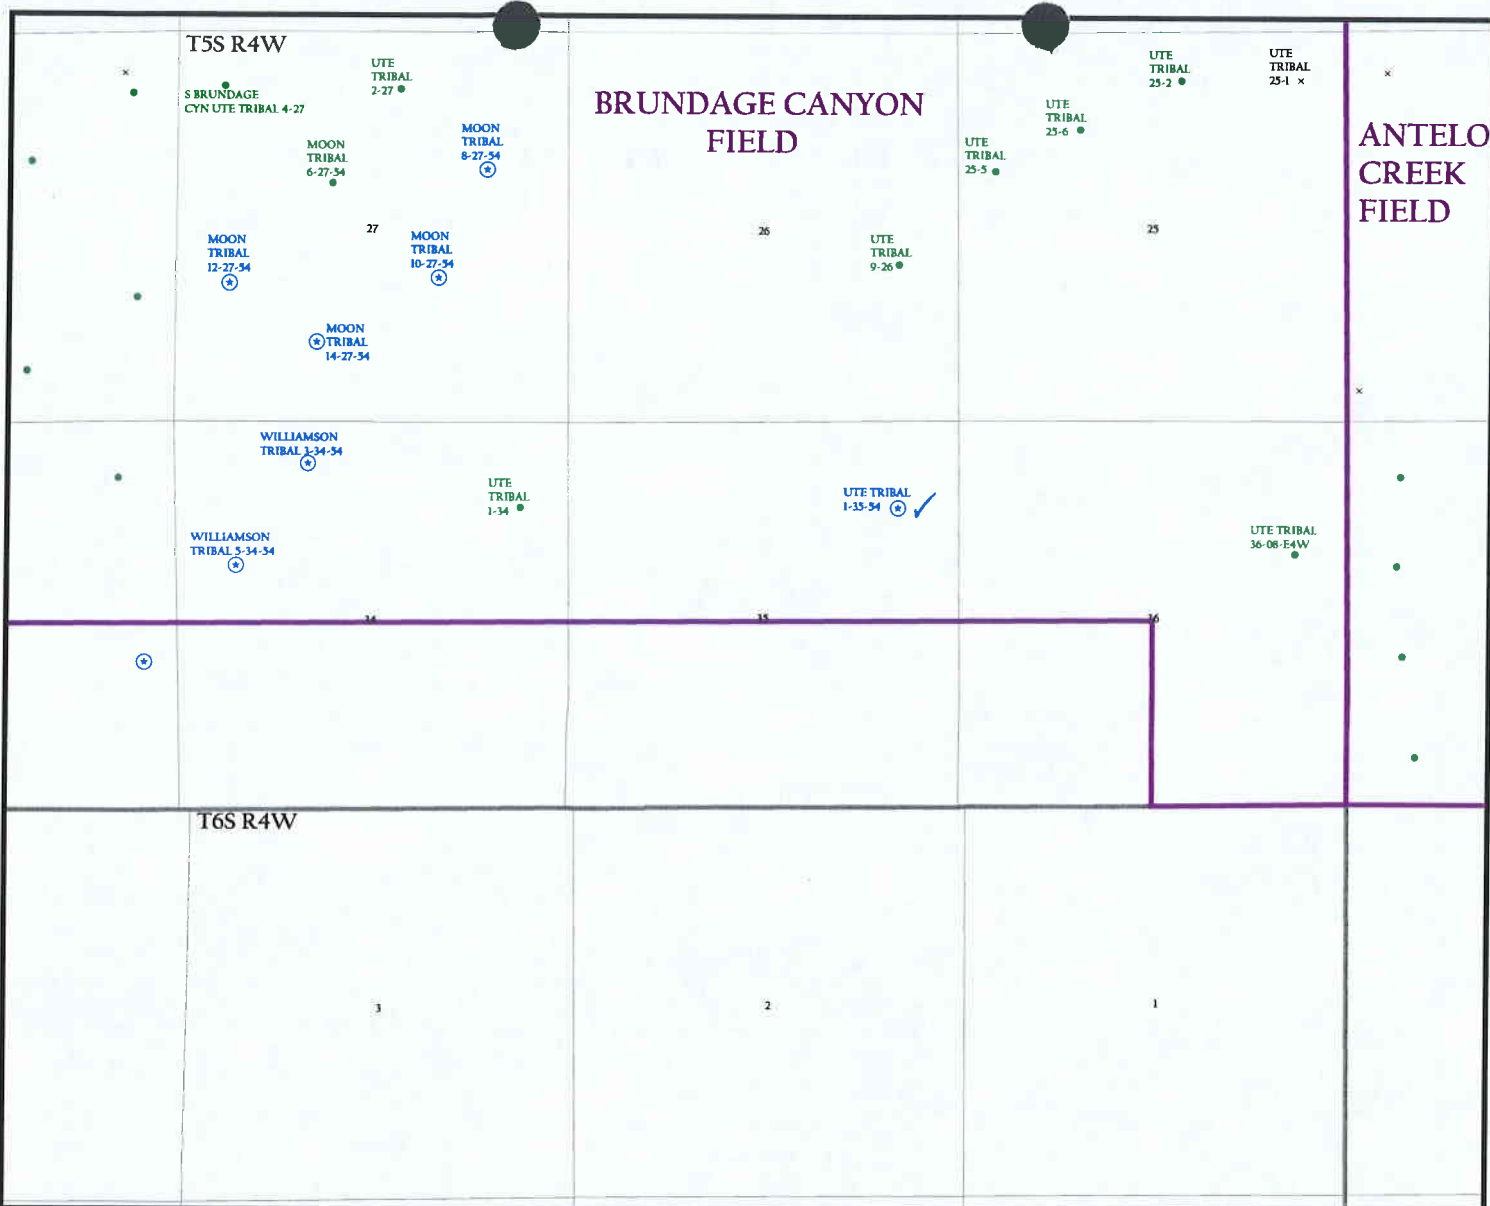 T5S R4W
S BRUNDAGE
CYN UTE TRIBAL 4-27
UTE
TRIBAL
2-27
MOON
TRIBAL
6-27-54
MOON
TRIBAL
8-27-54
BRUNDAGE CANYON
FIELD
UTE
TRIBAL
25-5
UTE
TRIBAL
25-6
UTE
TRIBAL
25-2
UTE
TRIBAL
25-1
ANTELO
CREEK
FIELD
27
26
25
MOON
TRIBAL
12-27-54
MOON
TRIBAL
10-27-54
UTE
TRIBAL
9-26
MOON
TRIBAL
14-27-54
WILLIAMSON
TRIBAL 3-34-54
UTE
TRIBAL
1-34
UTE TRIBAL
1-35-54
UTE TRIBAL
36-08-E4W
WILLIAMSON
TRIBAL 5-34-54
34
35
36
T6S R4W
3
2
1